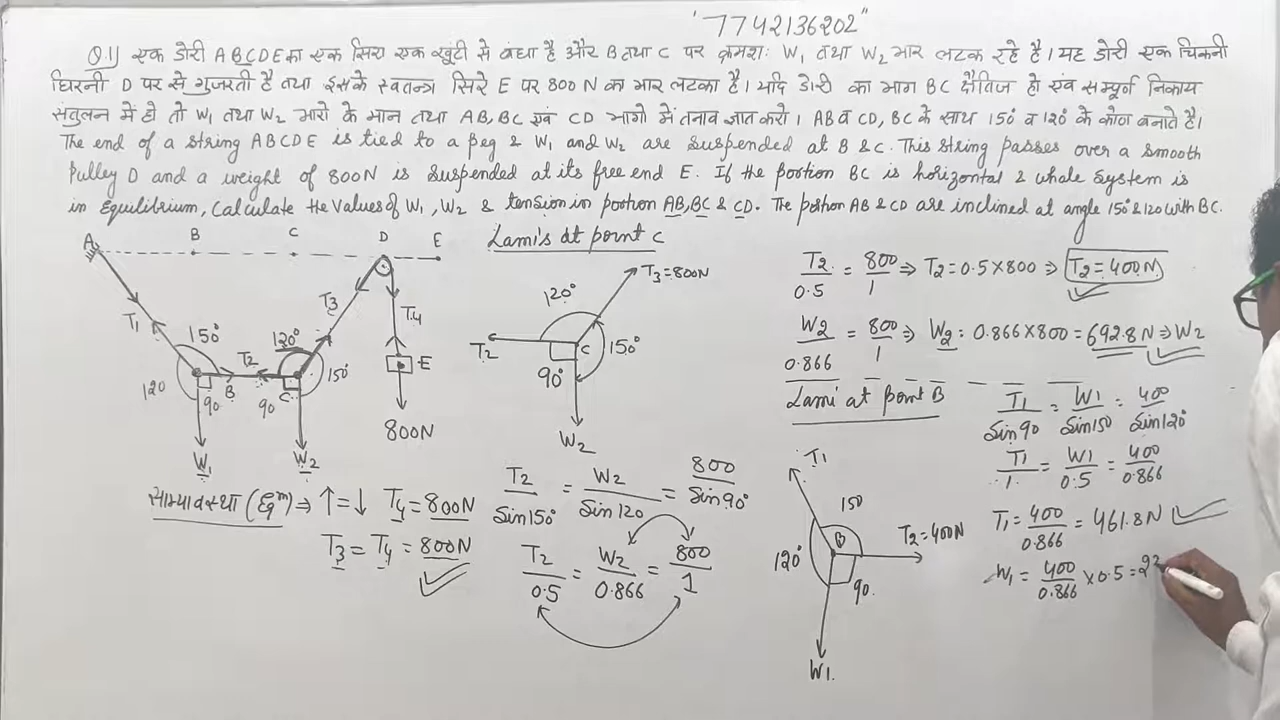 "7742136202"
Q.1) एक डोरी ABCDE का एक सिरा एक खुंटी से बंधा है और B तथा C पर क्रमशः W₁ तथा W₂ भार लटक रहे है। यह डोरी एक चिकनी
घिरनी D पर से गुजरती है तथा इसके स्वतन्त्र सिरे E पर 800 N का भार लटका है। यदि डोरी का भाग BC क्षैतिज हो एवं सम्पूर्ण निकाय
संतुलन में हो तो W₁ तथा W₂ भारो के मान तथा AB, BC एवं CD भागो में तनाव ज्ञात करो। AB व CD, BC के साथ 150° व 120° के कोण बनाते है।
The end of a string ABCDE is tied to a peg & W₁ and W₂ are suspended at B & C. This string passes over a smooth
pulley D and a weight of 800N is suspended at its free end E. If the portion BC is horizontal & whole system is
in Equilibrium, Calculate the values of W₁, W₂ & tension in portion AB, BC & CD. The portion AB & CD are inclined at angle 150° & 120 with BC.
A B C D E
T₁ 150° T₂ 120° T₃ T₄
120 90 B 90 C 150°
E
800N
W₁ W₂
साम्यावस्था (Eqᵐ) ⇒ ↑=↓ T₄ = 800N
T₃ = T₄ = 800N
Lami's at point C
T₃=800N
120°
T₂ C 150°
90°
W₂
T₂/Sin150° = W₂/Sin120 = 800/Sin90°
T₂/0.5 = W₂/0.866 = 800/1
T₂/0.5 = 800/1 ⇒ T₂=0.5×800 ⇒ T₂=400N
W₂/0.866 = 800/1 ⇒ W₂ = 0.866×800 = 692.8N ⇒ W₂
Lami at point B
T₁
150
B T₂=400N
120°
90
W₁.
T₁/Sin90 = W₁/Sin150 = 400/Sin120°
T₁/1 = W₁/0.5 = 400/0.866
T₁ = 400/0.866 = 461.8N
W₁ = 400/0.866 × 0.5 = 2